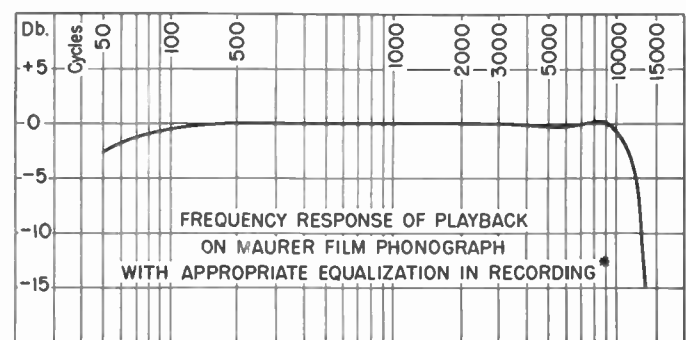 Db. Cycles 50 100 500 1000 2000 3000 5000 10000 15000
+5
0
-5
FREQUENCY RESPONSE OF PLAYBACK
-10
ON MAURER FILM PHONOGRAPH
WITH APPROPRIATE EQUALIZATION IN RECORDING *
-15